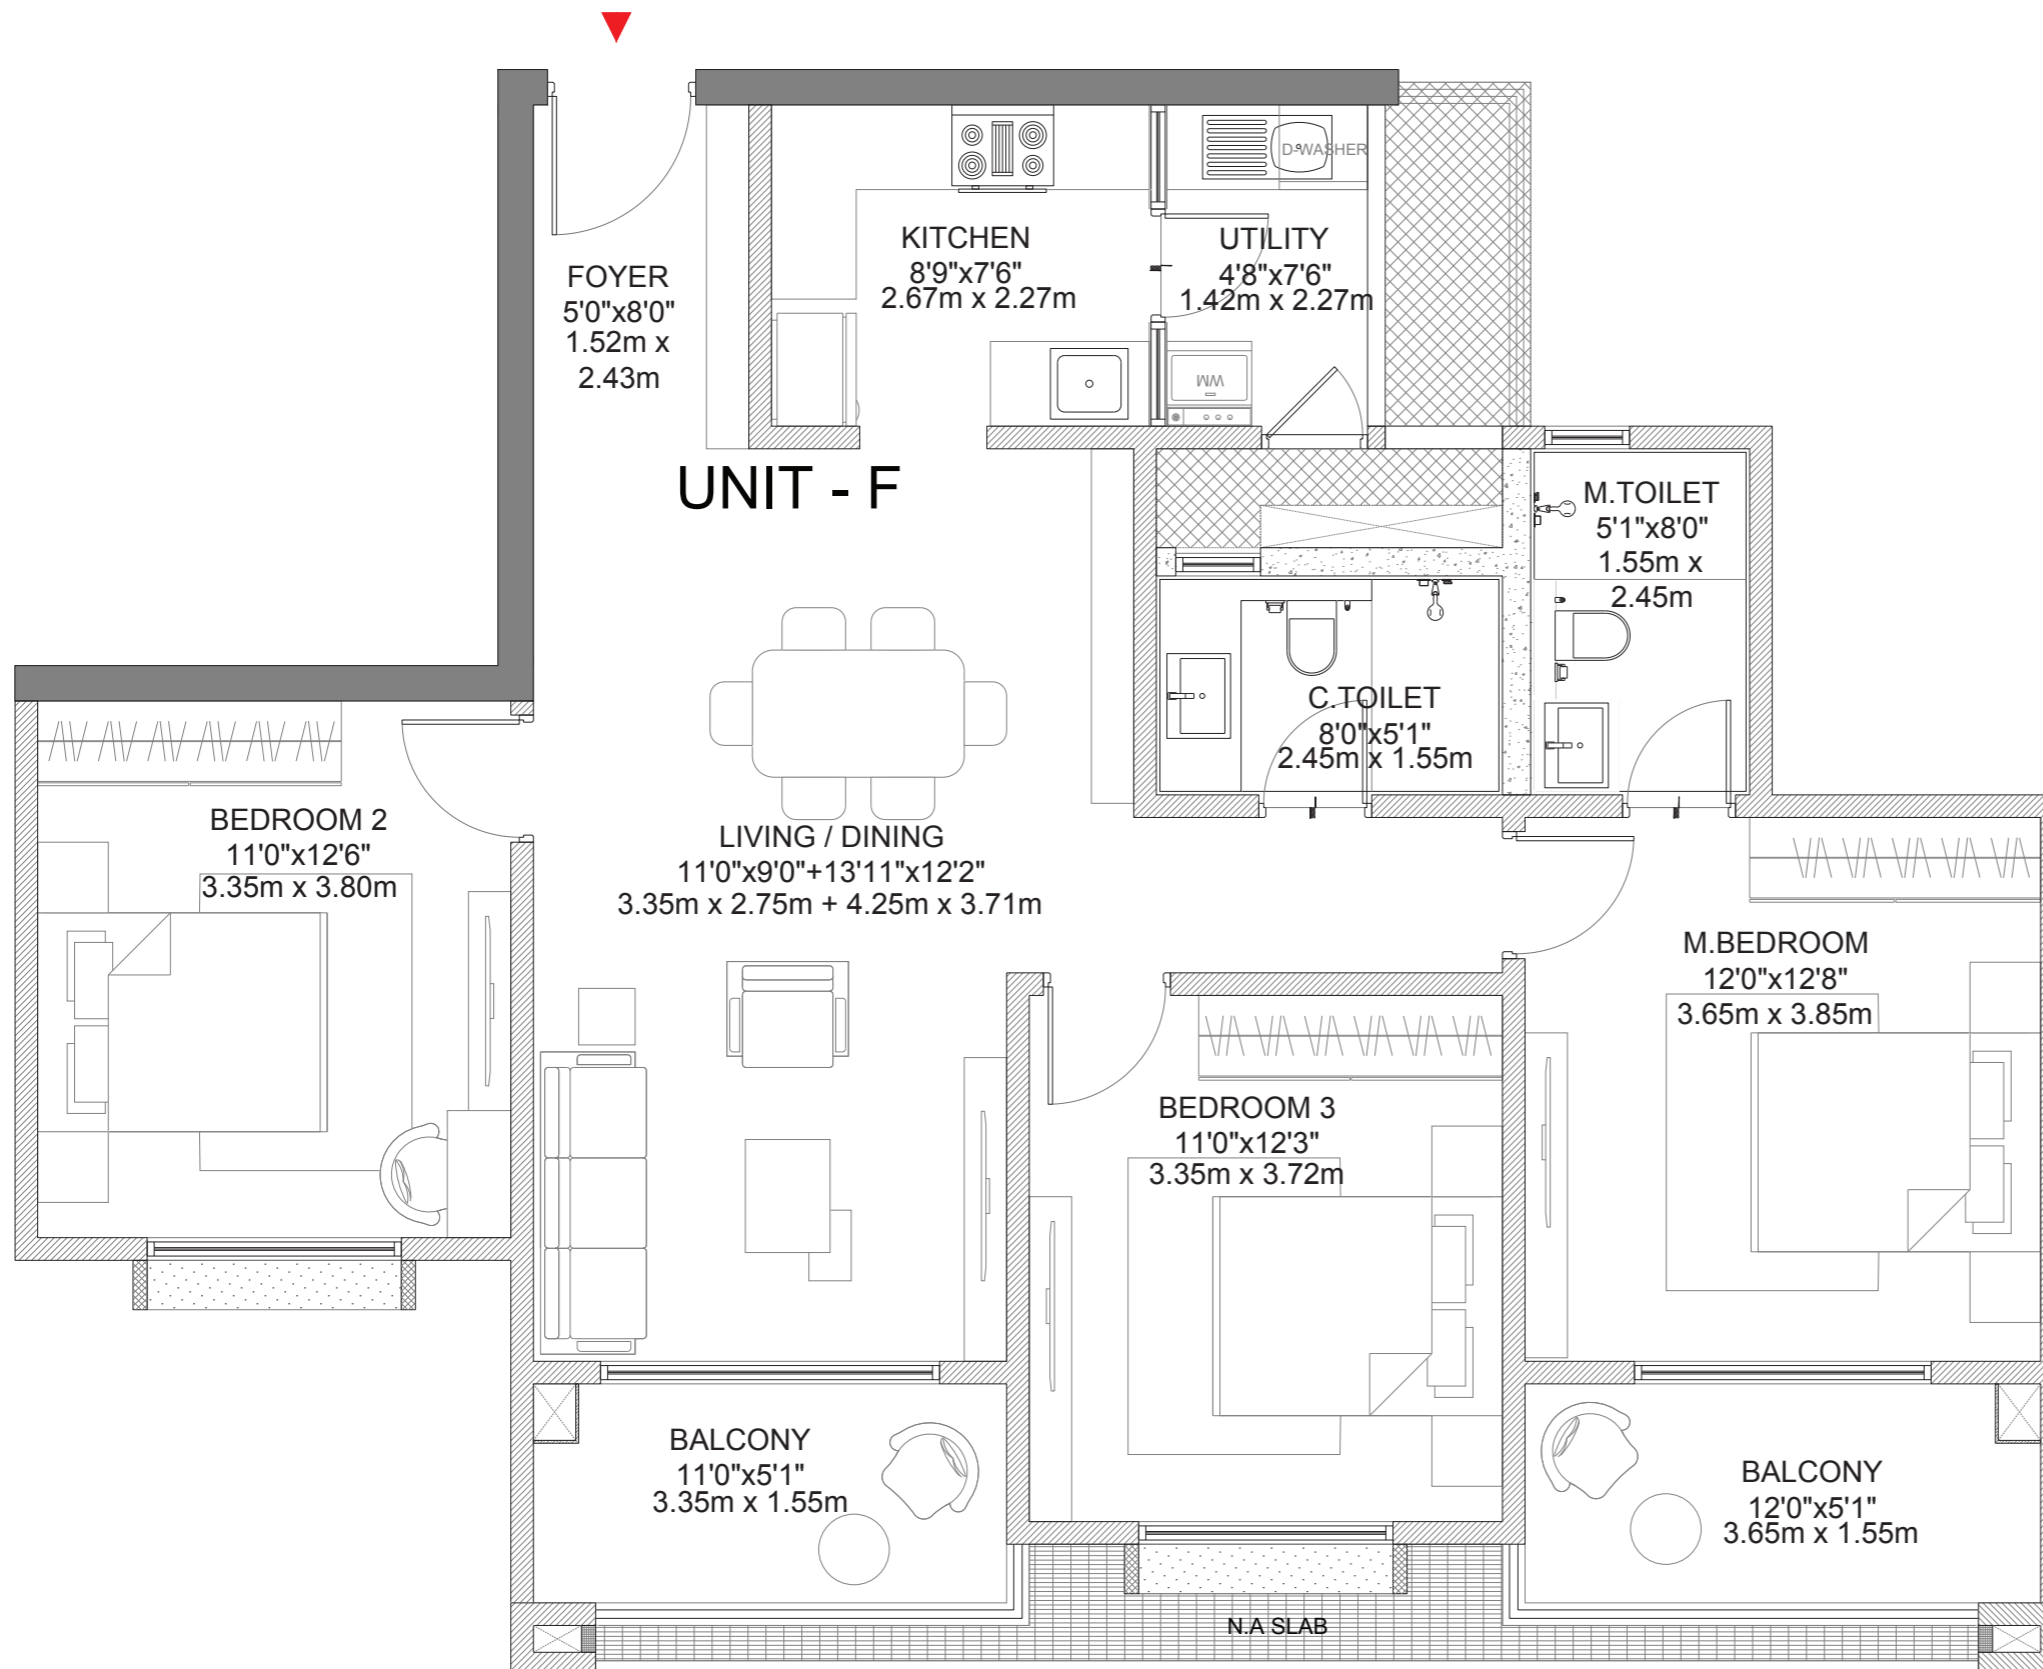 KITCHEN
8'9"x7'6"
2.67m x 2.27m
D-WASHER
UTILITY
4'8"x7'6"
1.42m x 2.27m
WM
FOYER
5'0"x8'0"
1.52m x
2.43m
UNIT - F
M.TOILET
5'1"x8'0"
1.55m x
2.45m
C.TOILET
8'0"x5'1"
2.45m x 1.55m
BEDROOM 2
11'0"x12'6"
3.35m x 3.80m
LIVING / DINING
11'0"x9'0"+13'11"x12'2"
3.35m x 2.75m + 4.25m x 3.71m
M.BEDROOM
12'0"x12'8"
3.65m x 3.85m
BEDROOM 3
11'0"x12'3"
3.35m x 3.72m
BALCONY
11'0"x5'1"
3.35m x 1.55m
BALCONY
12'0"x5'1"
3.65m x 1.55m
N.A SLAB